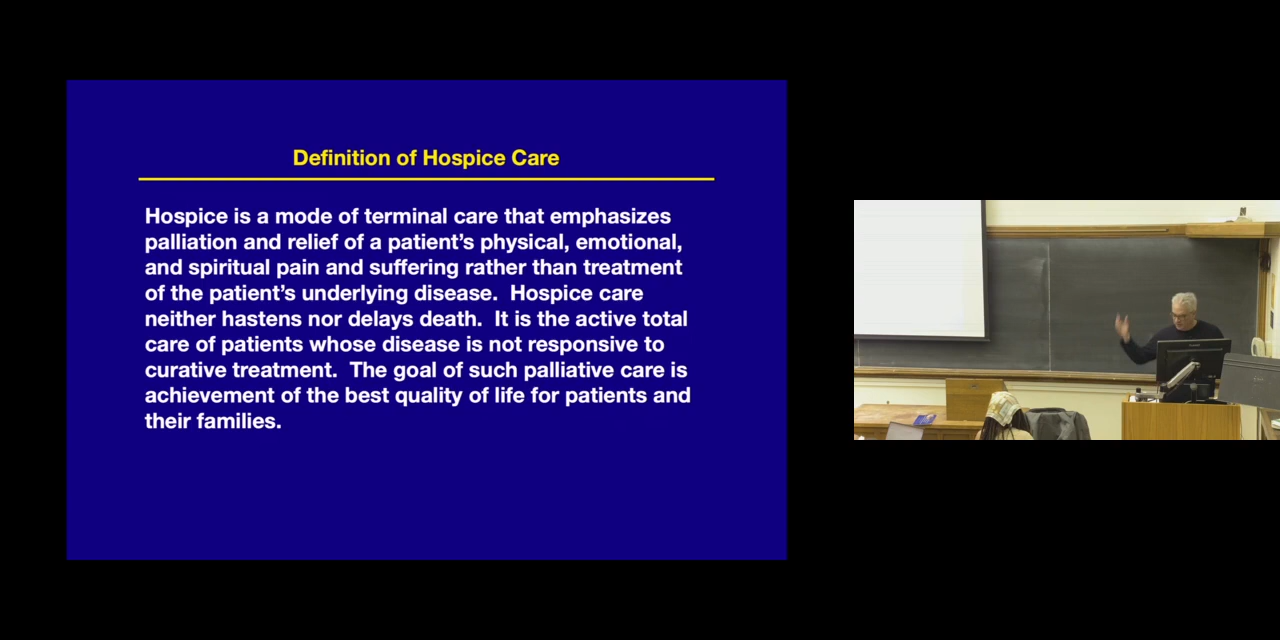 Definition of Hospice Care
Hospice is a mode of terminal care that emphasizes
palliation and relief of a patient’s physical, emotional,
and spiritual pain and suffering rather than treatment
of the patient’s underlying disease.  Hospice care
neither hastens nor delays death.  It is the active total
care of patients whose disease is not responsive to
curative treatment.  The goal of such palliative care is
achievement of the best quality of life for patients and
their families.